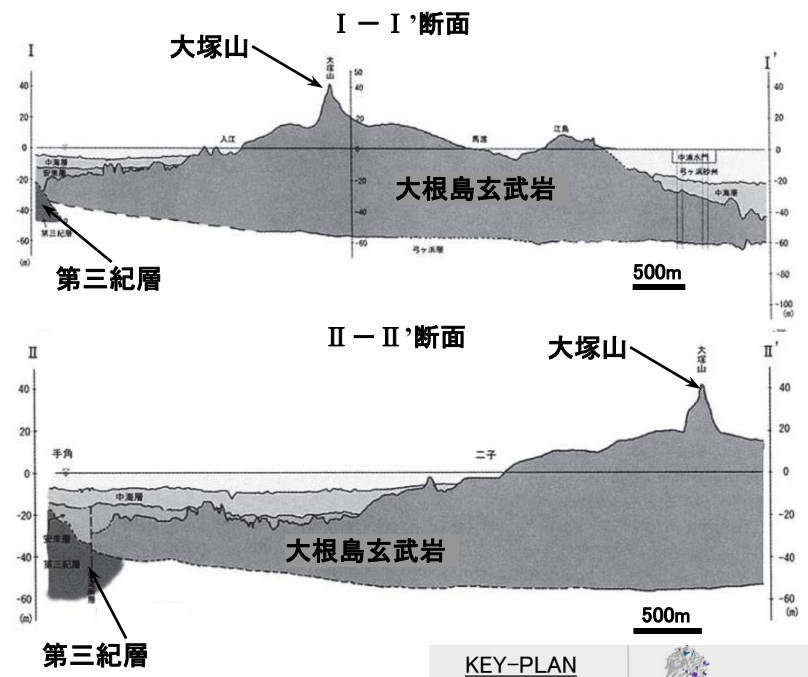 Ⅰ－Ⅰ’断面
大塚山
大塚山
Ⅰ
Ⅰ’
50
40
40
40
20
20
20
入江
馬渡
江島
0
0
0
中海層
安来層
中浦水門
弓ヶ浜砂州
中海層
-20
-20
大根島玄武岩
-40
-40
-40
第三紀層
-60
-60
-60
(m)
弓ヶ浜層
-80
第三紀層
500m
-100
(m)
Ⅱ－Ⅱ’断面
大塚山
大塚山
Ⅱ
Ⅱ’
40
40
20
20
手角
二子
0
0
中海層
-20
-20
安来層
大根島玄武岩
-40
-40
第三紀層
-60
-60
(m)
(m)
500m
第三紀層
KEY-PLAN